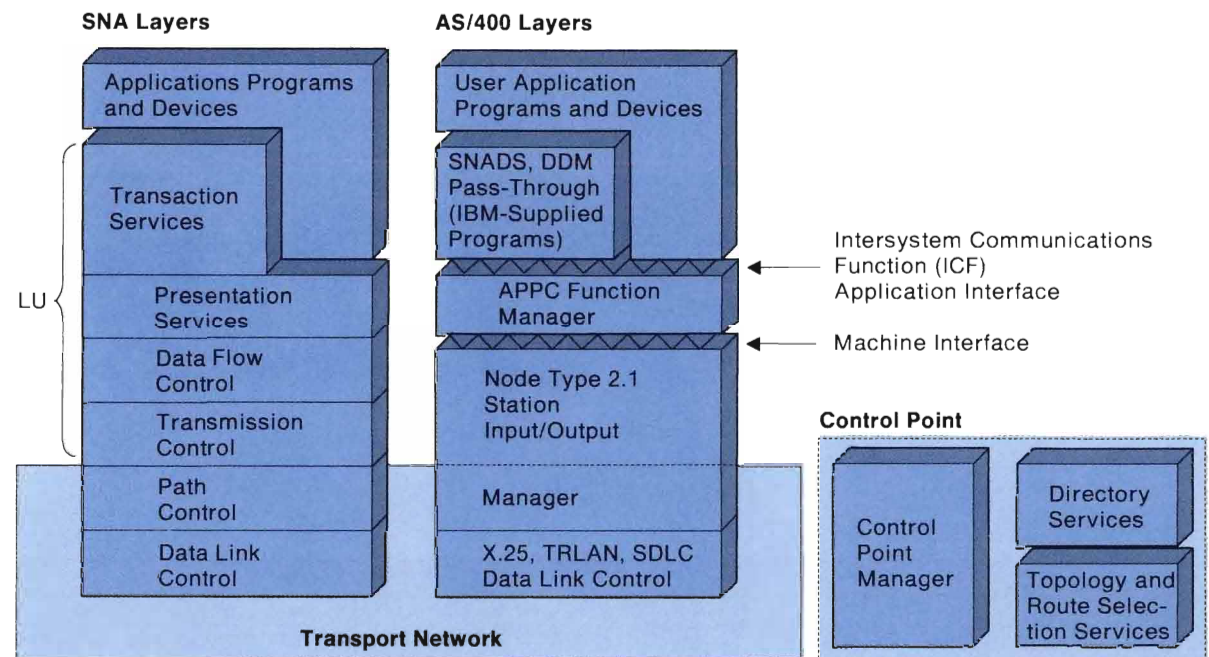 SNA Layers
Applications Programs
and Devices
Transaction
Services
LU
Presentation
Services
Data Flow
Control
Transmission
Control
Path
Control
Data Link
Control
AS/400 Layers
User Application
Programs and Devices
SNADS, DDM
Pass-Through
(IBM-Supplied
Programs)
APPC Function
Manager
Node Type 2.1
Station
Input/Output
Manager
X.25, TRLAN, SDLC
Data Link Control
Transport Network
Intersystem Communications
Function (ICF)
Application Interface
Machine Interface
Control Point
Control
Point
Manager
Directory
Services
Topology and
Route Selec-
tion Services